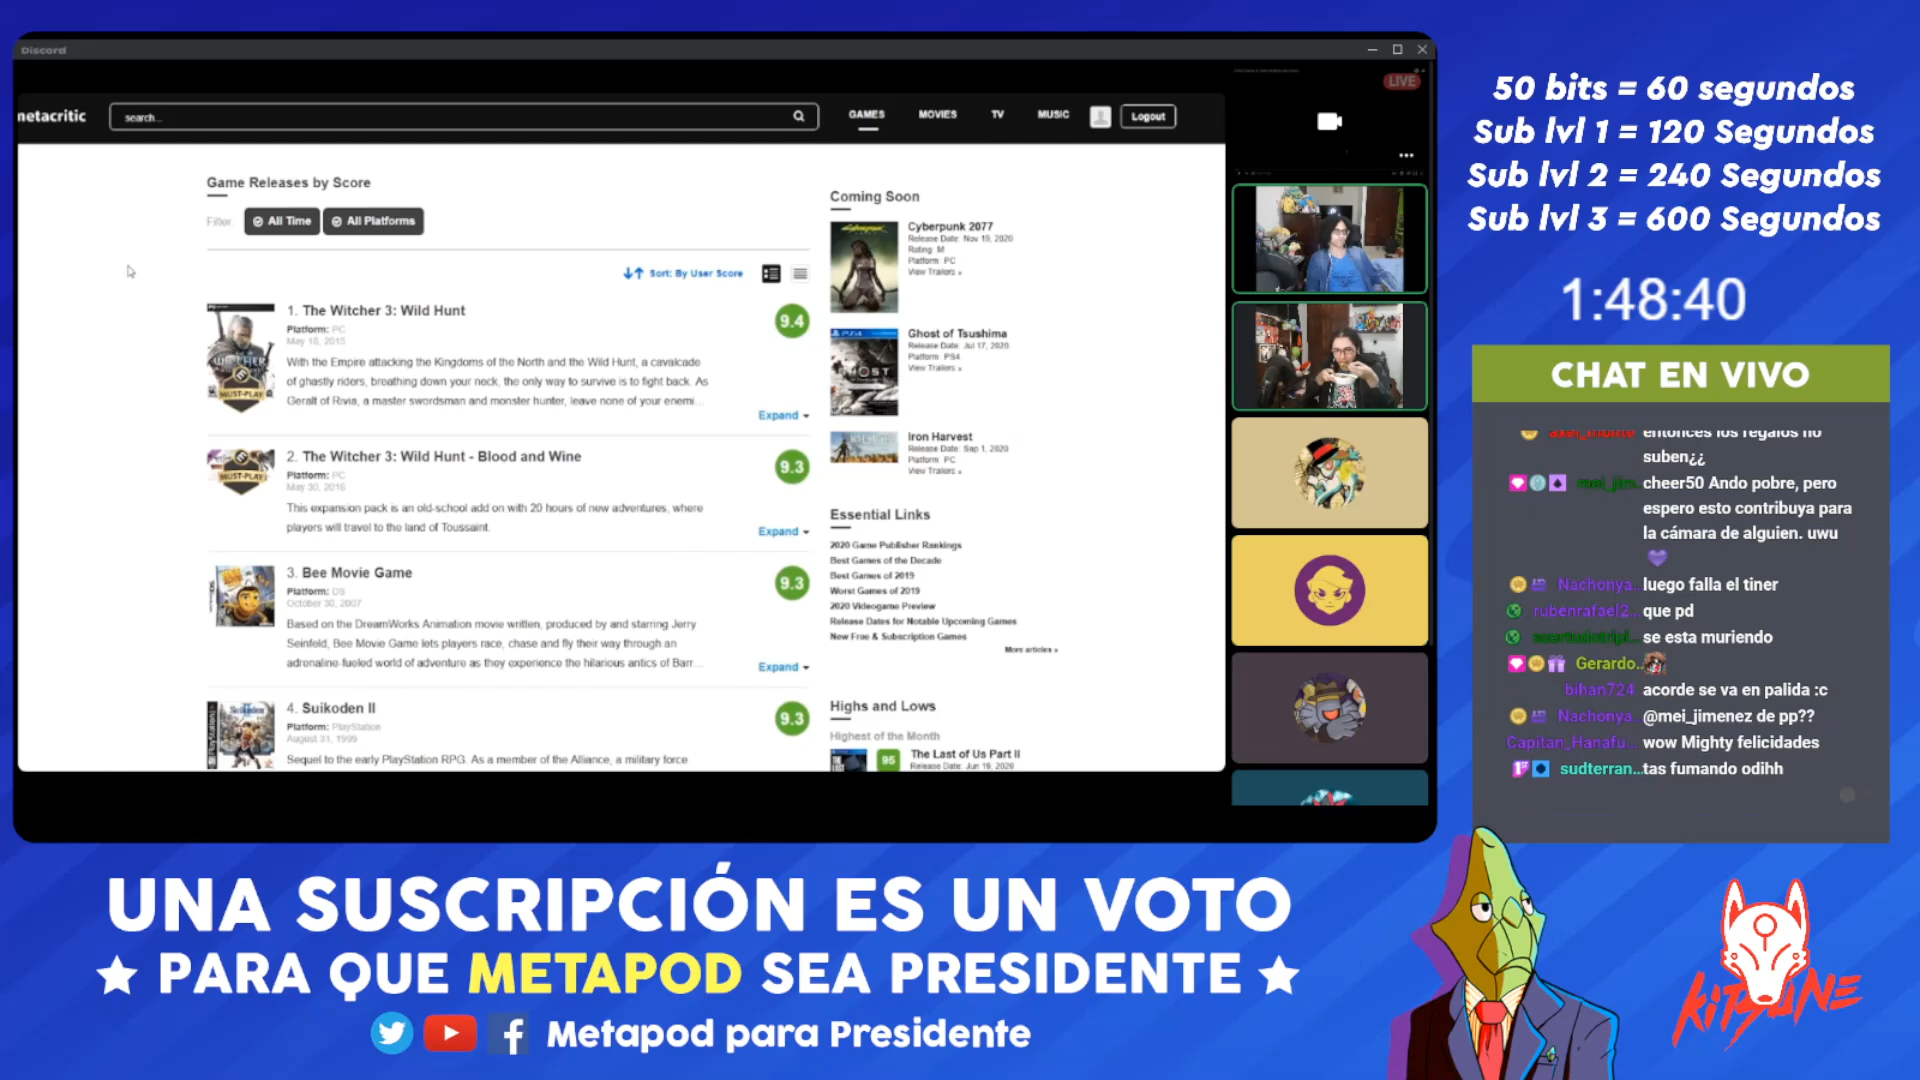 Discord
metacritic
search...
GAMES
MOVIES
TV
MUSIC
Logout
LIVE
Game Releases by Score
Filter:
All Time
All Platforms
Sort: By User Score
1. The Witcher 3: Wild Hunt
Platform: PC
May 18, 2015
With the Empire attacking the Kingdoms of the North and the Wild Hunt, a cavalcade
of ghastly riders, breathing down your neck, the only way to survive is to fight back. As
Geralt of Rivia, a master swordsman and monster hunter, leave none of your enemi...
Expand
9.4
MUST-PLAY
2. The Witcher 3: Wild Hunt - Blood and Wine
Platform: PC
May 30, 2016
This expansion pack is an old-school add on with 20 hours of new adventures, where
players will travel to the land of Toussaint.
Expand
9.3
MUST-PLAY
3. Bee Movie Game
Platform: DS
October 30, 2007
Based on the DreamWorks Animation movie written, produced by and starring Jerry
Seinfeld, Bee Movie Game lets players race, chase and fly their way through an
adrenaline-fueled world of adventure as they experience the hilarious antics of Barr...
Expand
9.3
4. Suikoden II
Platform: PlayStation
August 31, 1999
Sequel to the early PlayStation RPG. As a member of the Alliance, a military force
9.3
Coming Soon
Cyberpunk 2077
Release Date: Nov 19, 2020
Rating: M
Platform: PC
View Trailers »
Ghost of Tsushima
Release Date: Jul 17, 2020
Platform: PS4
View Trailers »
Iron Harvest
Release Date: Sep 1, 2020
Platform: PC
View Trailers »
Essential Links
2020 Game Publisher Rankings
Best Games of the Decade
Best Games of 2019
Worst Games of 2019
2020 Videogame Preview
Release Dates for Notable Upcoming Games
New Free & Subscription Games
More articles »
Highs and Lows
Highest of the Month
96
The Last of Us Part II
Release Date: Jun 19, 2020
50 bits = 60 segundos
Sub lvl 1 = 120 Segundos
Sub lvl 2 = 240 Segundos
Sub lvl 3 = 600 Segundos
1:48:40
CHAT EN VIVO
entonces los regalos no
suben¿¿
mei_jim... cheer50 Ando pobre, pero
espero esto contribuya para
la cámara de alguien. uwu
Nachonya... luego falla el tiner
rubenrafael2... que pd
se esta muriendo
Gerardo...
bihan724 acorde se va en palida :c
Nachonya... @mei_jimenez de pp??
Capitan_Hanafu... wow Mighty felicidades
sudterran... tas fumando odihh
UNA SUSCRIPCIÓN ES UN VOTO
PARA QUE METAPOD SEA PRESIDENTE
Metapod para Presidente
KITSUNE